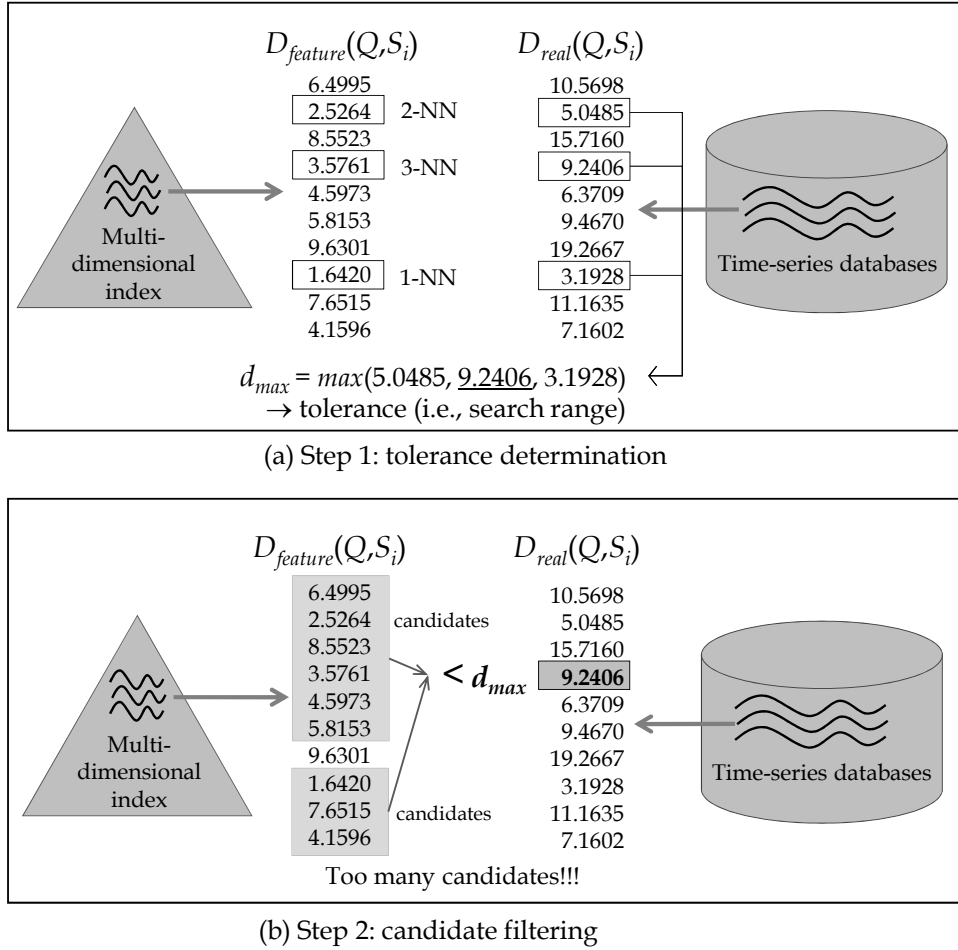 D_feature(Q,S_i)
D_real(Q,S_i)
6.4995
2.5264
8.5523
3.5761
4.5973
5.8153
9.6301
1.6420
7.6515
4.1596
2-NN
3-NN
1-NN
10.5698
5.0485
15.7160
9.2406
6.3709
9.4670
19.2667
3.1928
11.1635
7.1602
Multi-
dimensional
index
Time-series databases
d_max = max(5.0485, 9.2406, 3.1928)
→ tolerance (i.e., search range)
(a) Step 1: tolerance determination
D_feature(Q,S_i)
D_real(Q,S_i)
6.4995
2.5264
8.5523
3.5761
4.5973
5.8153
9.6301
1.6420
7.6515
4.1596
candidates
< d_max
candidates
10.5698
5.0485
15.7160
9.2406
6.3709
9.4670
19.2667
3.1928
11.1635
7.1602
Multi-
dimensional
index
Time-series databases
Too many candidates!!!
(b) Step 2: candidate filtering